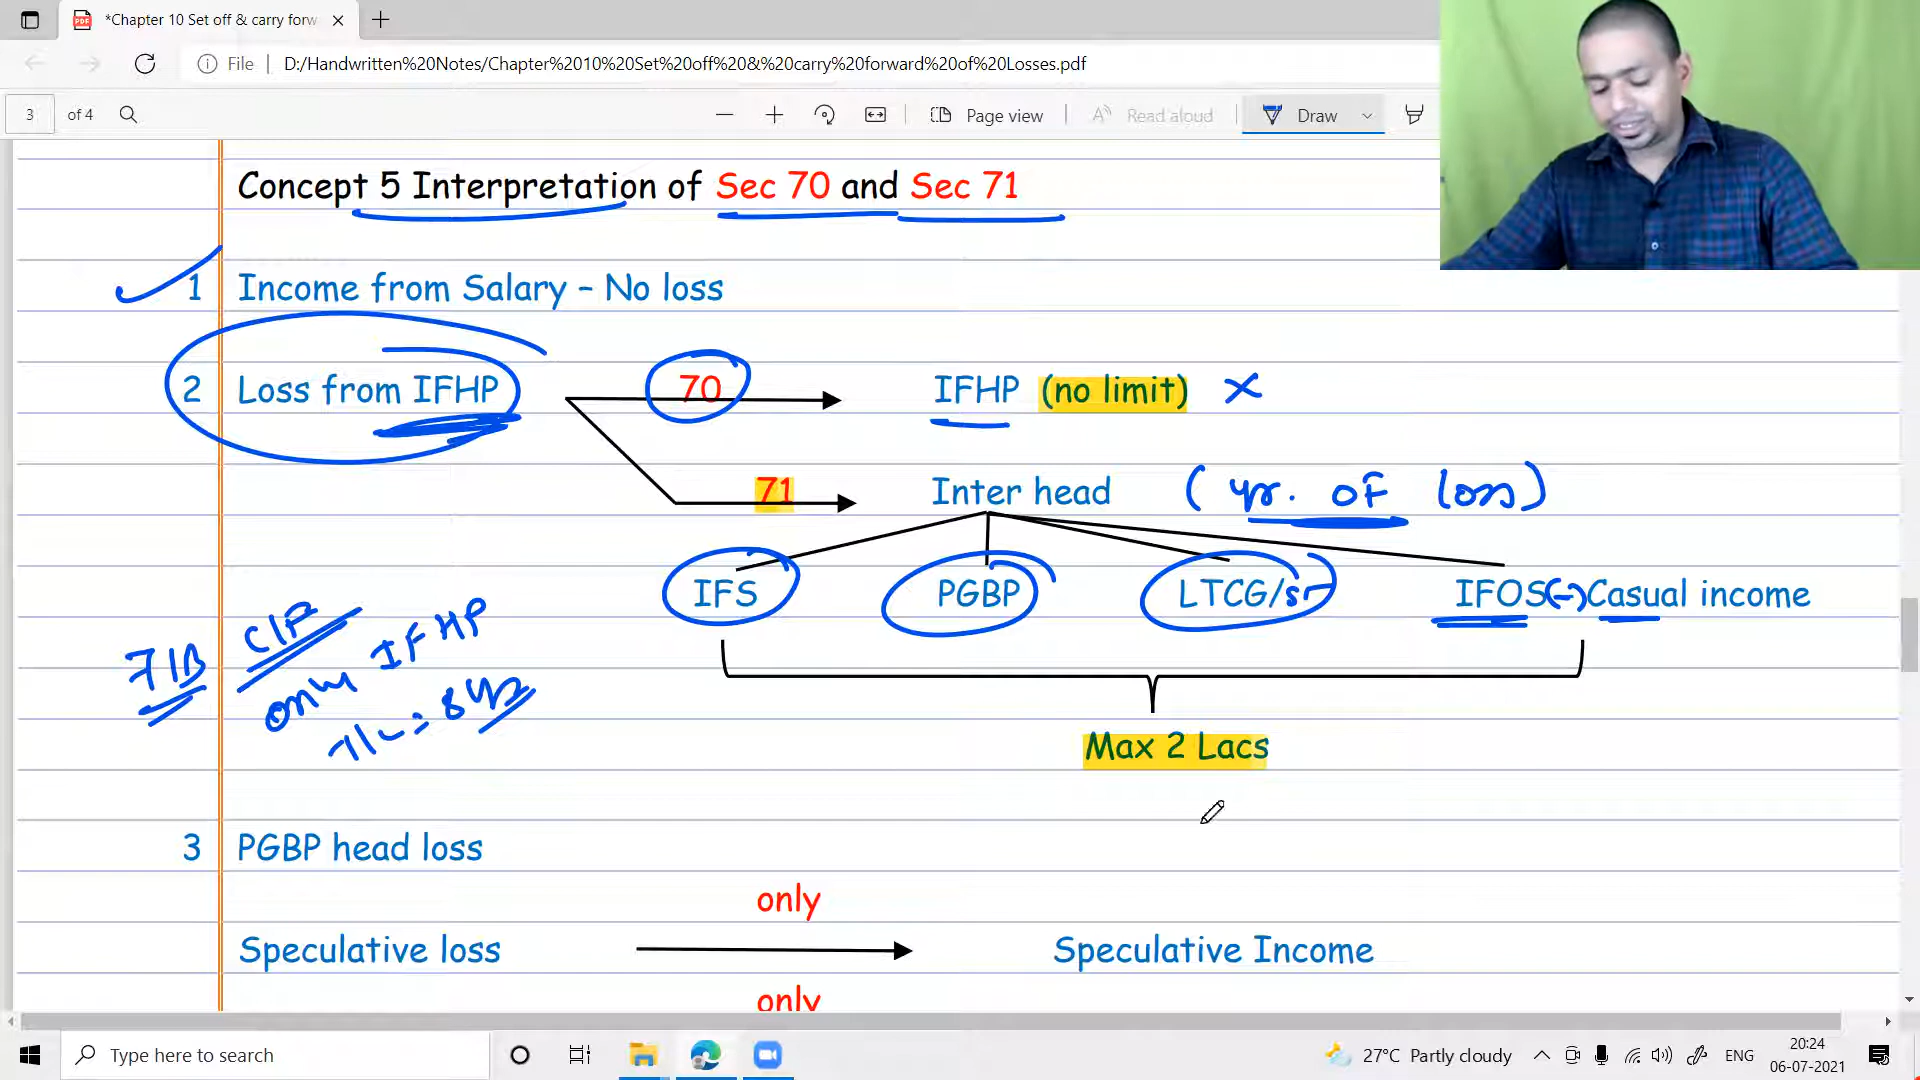 *Chapter 10 Set off & carry forw
File D:/Handwritten%20Notes/Chapter%2010%20Set%20off%20&%20carry%20forward%20of%20Losses.pdf
3 of 4 Page view Read aloud Draw
Concept 5 Interpretation of Sec 70 and Sec 71
1 Income from Salary – No loss
2 Loss from IFHP 70 IFHP (no limit) X
71 Inter head (yr. of loss)
IFS PGBP LTCG/ST IFOS(-)Casual income
71B C/F
only IFHP
T/L = 8 yrs
Max 2 Lacs
3 PGBP head loss
only
Speculative loss Speculative Income
only
Type here to search 27°C Partly cloudy ENG 20:24
06-07-2021